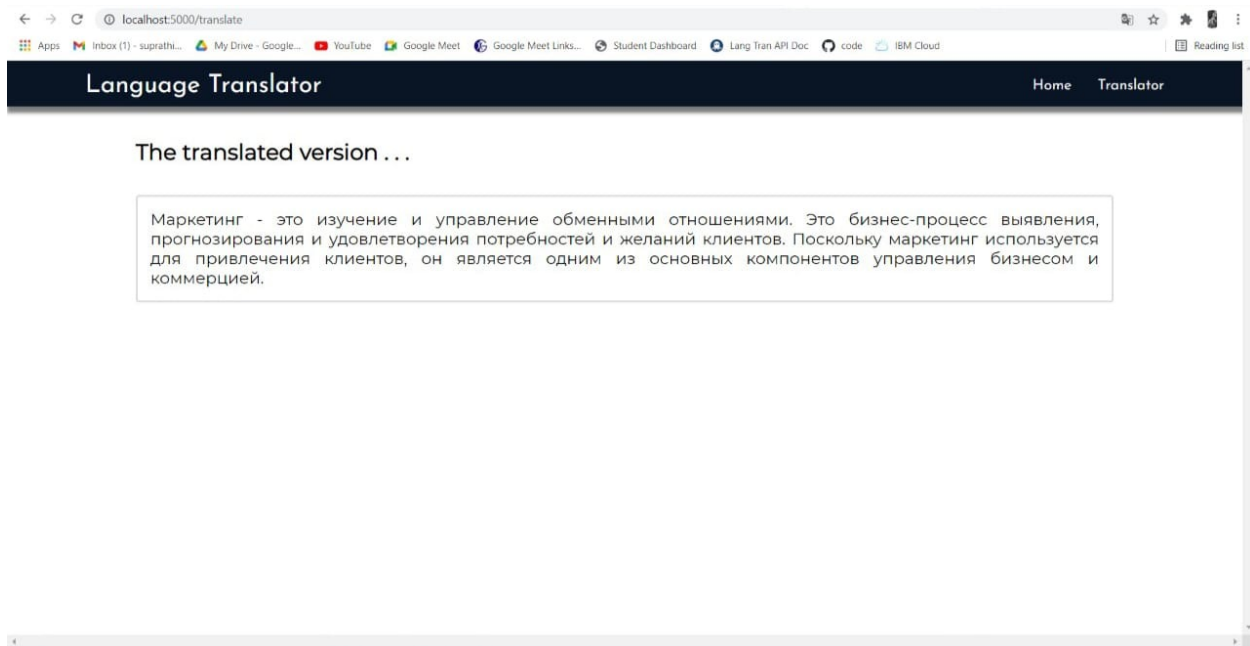 localhost:5000/translate
Apps Inbox (1) - suprathi... My Drive - Google... YouTube Google Meet Google Meet Links... Student Dashboard Lang Tran API Doc code IBM Cloud Reading list
Language Translator Home Translator
The translated version . . .
Маркетинг - это изучение и управление обменными отношениями. Это бизнес-процесс выявления,
прогнозирования и удовлетворения потребностей и желаний клиентов. Поскольку маркетинг используется
для привлечения клиентов, он является одним из основных компонентов управления бизнесом и
коммерцией.